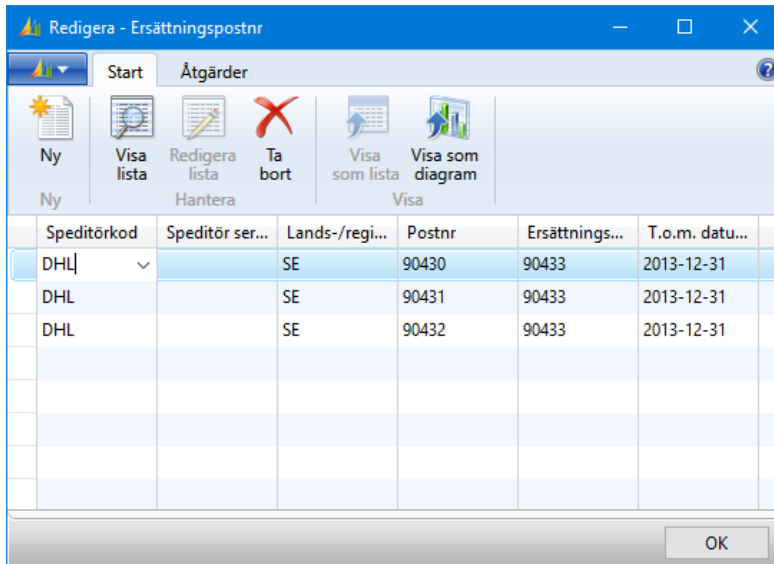 Redigera - Ersättningspostnr
Start Åtgärder
Ny Visa lista Redigera lista Ta bort Visa som lista Visa som diagram
Ny Hantera Visa
Speditörkod Speditör ser... Lands-/regi... Postnr Ersättnings... T.o.m. datu...
DHL SE 90430 90433 2013-12-31
DHL SE 90431 90433 2013-12-31
DHL SE 90432 90433 2013-12-31
OK